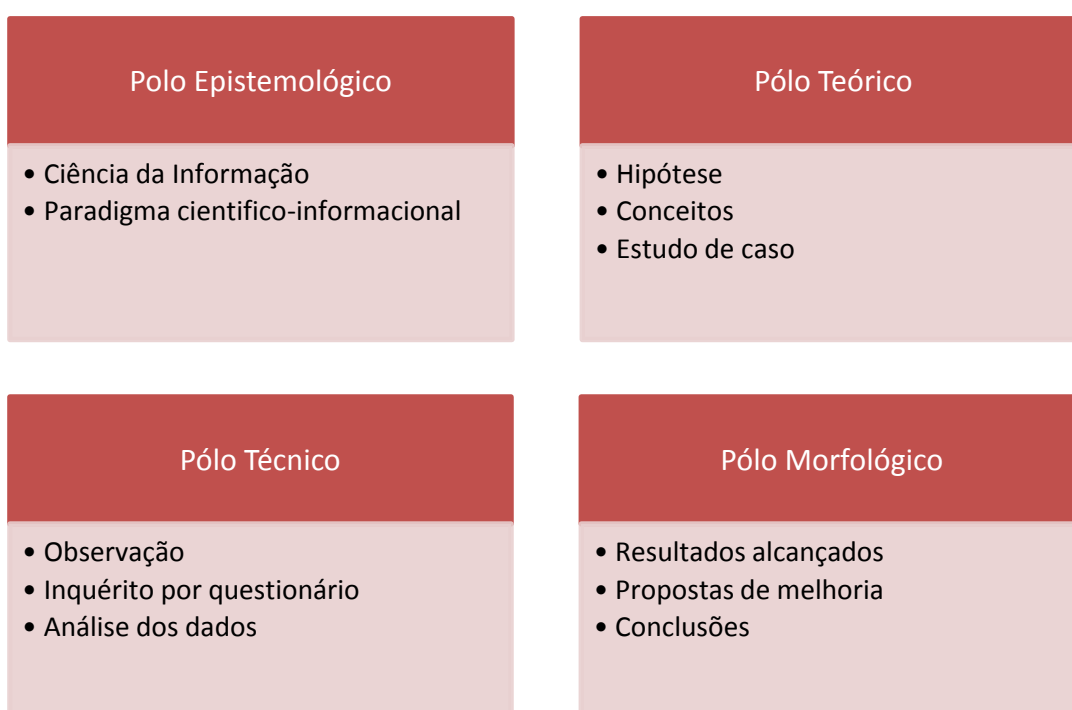 Polo Epistemológico
• Ciência da Informação
• Paradigma cientifico-informacional
Pólo Teórico
• Hipótese
• Conceitos
• Estudo de caso
Pólo Técnico
• Observação
• Inquérito por questionário
• Análise dos dados
Pólo Morfológico
• Resultados alcançados
• Propostas de melhoria
• Conclusões